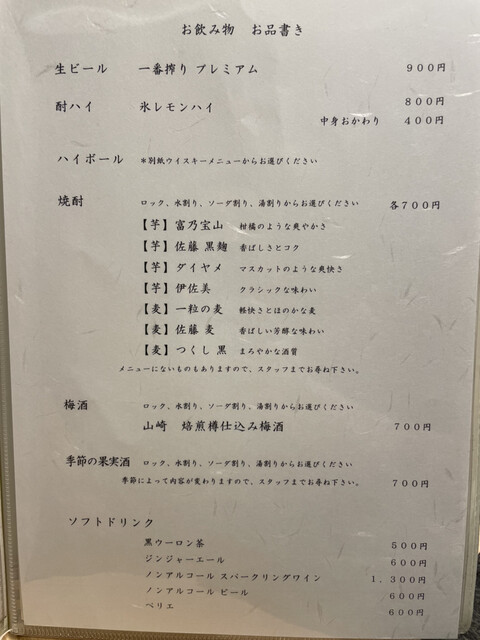 お飲み物　お品書き
生ビール　一番搾り プレミアム　９００円
酎ハイ　氷レモンハイ　８００円
中身おかわり　４００円
ハイボール　＊別紙ウイスキーメニューからお選びください
焼酎　ロック、水割り、ソーダ割り、湯割りからお選びください　各７００円
【芋】富乃宝山　柑橘のような爽やかさ
【芋】佐藤 黒麹　香ばしさとコク
【芋】ダイヤメ　マスカットのような爽快さ
【芋】伊佐美　クラシックな味わい
【麦】一粒の麦　軽快さとほのかな麦
【麦】佐藤 麦　香ばしい芳醇な味わい
【麦】つくし 黒　まろやかな酒質
メニューにないものもありますので、スタッフまでお尋ね下さい。
梅酒　ロック、水割り、ソーダ割り、湯割りからお選びください
山崎　焙煎樽仕込み梅酒　７００円
季節の果実酒　ロック、水割り、ソーダ割り、湯割りからお選びください
季節によって内容が変わりますので、スタッフまでお尋ね下さい。　７００円
ソフトドリンク
黒ウーロン茶　５００円
ジンジャーエール　６００円
ノンアルコール スパークリングワイン　１，３００円
ノンアルコール ビール　６００円
ペリエ　６００円